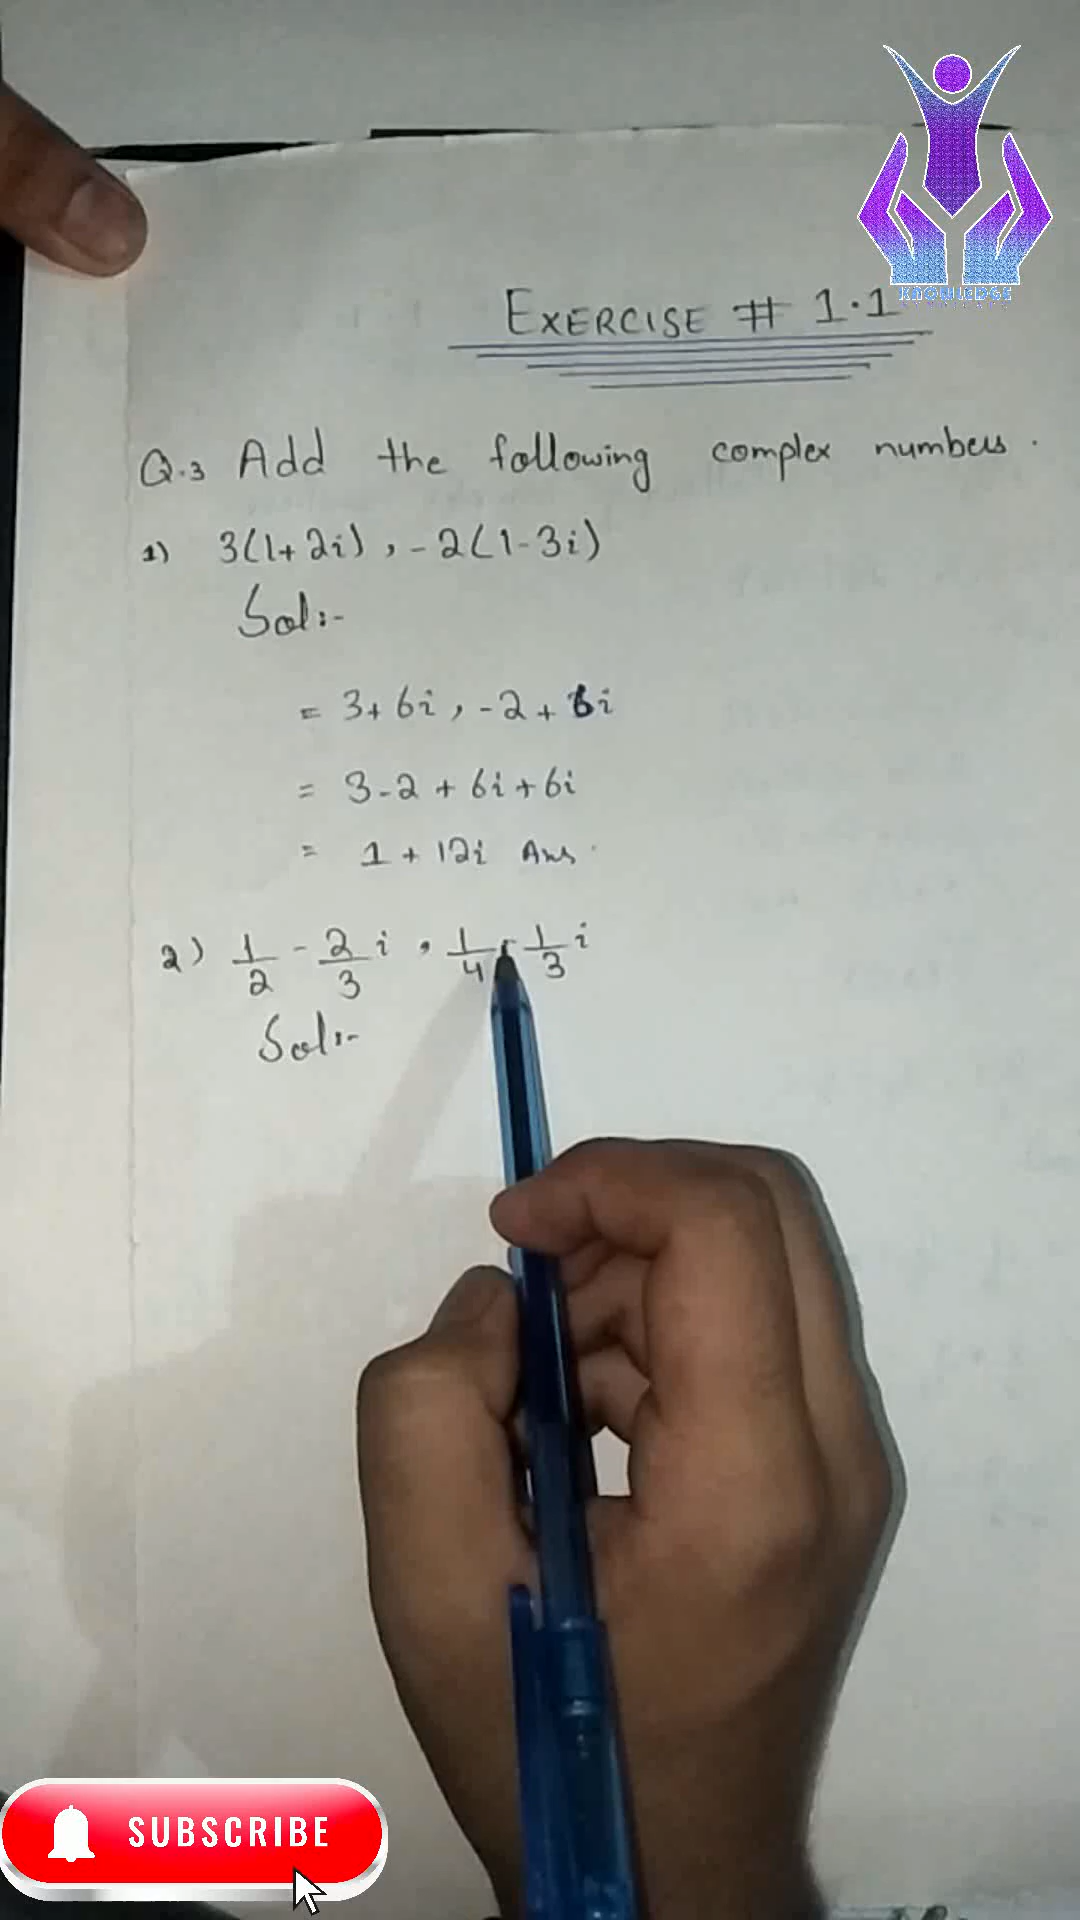 KNOWLEDGE
EXERCISE # 1.1
Q.3 Add the following complex numbers.
1) 3(1+2i), -2(1-3i)
Sol:-
= 3+6i, -2+6i
= 3-2+6i+6i
= 1+12i Ans.
2) 1/2 - 2/3 i, 1/4 - 1/3 i
Sol:-
SUBSCRIBE